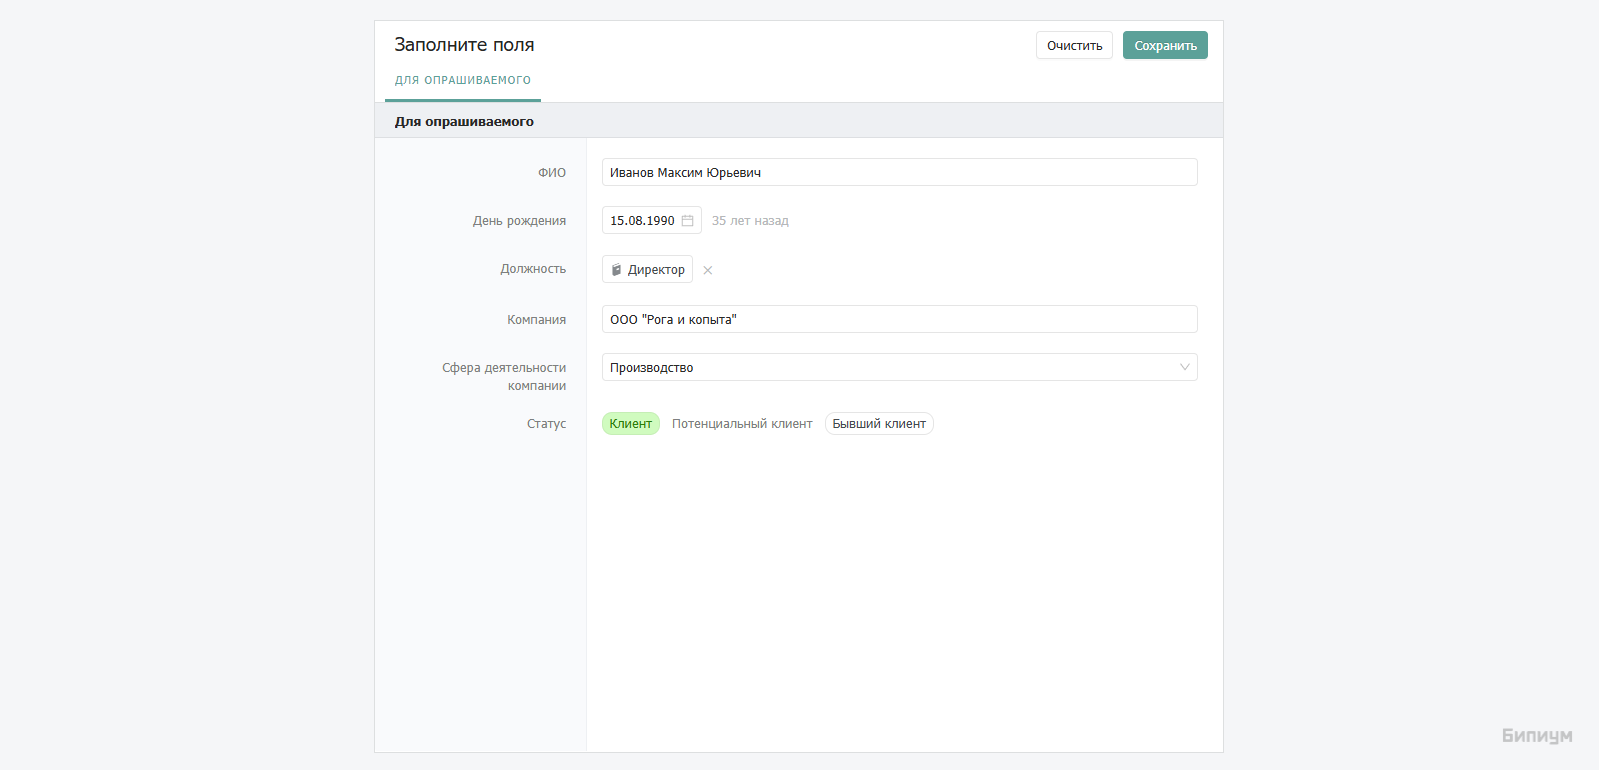 Заполните поля
Очистить
Сохранить
ДЛЯ ОПРАШИВАЕМОГО
Для опрашиваемого
ФИО
Иванов Максим Юрьевич
День рождения
15.08.1990
35 лет назад
Должность
Директор
Компания
ООО "Рога и копыта"
Сфера деятельности
компании
Производство
Статус
Клиент
Потенциальный клиент
Бывший клиент
Бипиум